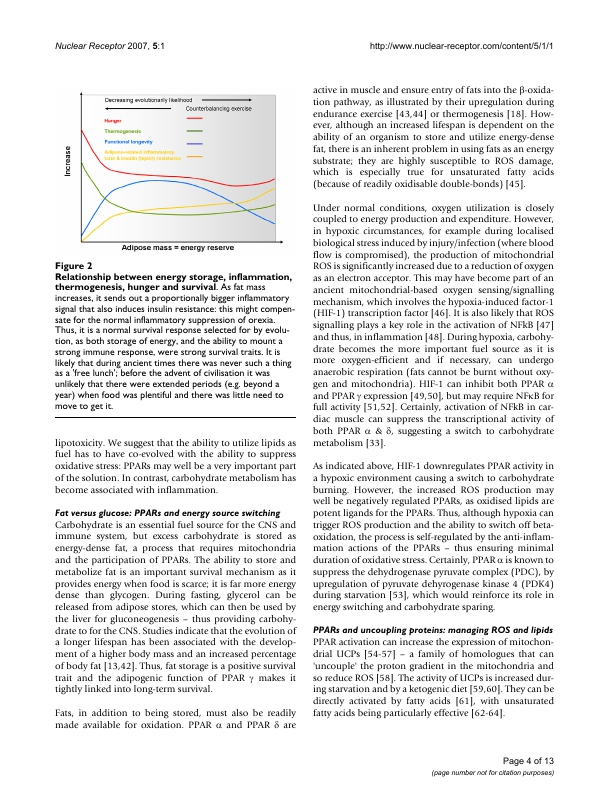 Nuclear Receptor 2007, 5:1
http://www.nuclear-receptor.com/content/5/1/1
Decreasing evolutionarily likelihood
Counterbalancing exercise
Hunger
Thermogenesis
Functional longevity
Adipose-related inflammatory
tone & insulin (leptin) resistance
Increase
Adipose mass = energy reserve
Figure 2
Relationship between energy storage, inflammation,
thermogenesis, hunger and survival. As fat mass
increases, it sends out a proportionally bigger inflammatory
signal that also induces insulin resistance: this might compen-
sate for the normal inflammatory suppression of orexia.
Thus, it is a normal survival response selected for by evolu-
tion, as both storage of energy, and the ability to mount a
strong immune response, were strong survival traits. It is
likely that during ancient times there was never such a thing
as a 'free lunch'; before the advent of civilisation it was
unlikely that there were extended periods (e.g. beyond a
year) when food was plentiful and there was little need to
move to get it.
lipotoxicity. We suggest that the ability to utilize lipids as
fuel has to have co-evolved with the ability to suppress
oxidative stress: PPARs may well be a very important part
of the solution. In contrast, carbohydrate metabolism has
become associated with inflammation.
Fat versus glucose: PPARs and energy source switching
Carbohydrate is an essential fuel source for the CNS and
immune system, but excess carbohydrate is stored as
energy-dense fat, a process that requires mitochondria
and the participation of PPARs. The ability to store and
metabolize fat is an important survival mechanism as it
provides energy when food is scarce; it is far more energy
dense than glycogen. During fasting, glycerol can be
released from adipose stores, which can then be used by
the liver for gluconeogenesis – thus providing carbohy-
drate to for the CNS. Studies indicate that the evolution of
a longer lifespan has been associated with the develop-
ment of a higher body mass and an increased percentage
of body fat [13,42]. Thus, fat storage is a positive survival
trait and the adipogenic function of PPAR γ makes it
tightly linked into long-term survival.
Fats, in addition to being stored, must also be readily
made available for oxidation. PPAR α and PPAR δ are
active in muscle and ensure entry of fats into the β-oxida-
tion pathway, as illustrated by their upregulation during
endurance exercise [43,44] or thermogenesis [18]. How-
ever, although an increased lifespan is dependent on the
ability of an organism to store and utilize energy-dense
fat, there is an inherent problem in using fats as an energy
substrate; they are highly susceptible to ROS damage,
which is especially true for unsaturated fatty acids
(because of readily oxidisable double-bonds) [45].
Under normal conditions, oxygen utilization is closely
coupled to energy production and expenditure. However,
in hypoxic circumstances, for example during localised
biological stress induced by injury/infection (where blood
flow is compromised), the production of mitochondrial
ROS is significantly increased due to a reduction of oxygen
as an electron acceptor. This may have become part of an
ancient mitochondrial-based oxygen sensing/signalling
mechanism, which involves the hypoxia-induced factor-1
(HIF-1) transcription factor [46]. It is also likely that ROS
signalling plays a key role in the activation of NFkB [47]
and thus, in inflammation [48]. During hypoxia, carbohy-
drate becomes the more important fuel source as it is
more oxygen-efficient and if necessary, can undergo
anaerobic respiration (fats cannot be burnt without oxy-
gen and mitochondria). HIF-1 can inhibit both PPAR α
and PPAR γ expression [49,50], but may require NFκB for
full activity [51,52]. Certainly, activation of NFkB in car-
diac muscle can suppress the transcriptional activity of
both PPAR α & δ, suggesting a switch to carbohydrate
metabolism [33].
As indicated above, HIF-1 downregulates PPAR activity in
a hypoxic environment causing a switch to carbohydrate
burning. However, the increased ROS production may
well be negatively regulated PPARs, as oxidised lipids are
potent ligands for the PPARs. Thus, although hypoxia can
trigger ROS production and the ability to switch off beta-
oxidation, the process is self-regulated by the anti-inflam-
mation actions of the PPARs – thus ensuring minimal
duration of oxidative stress. Certainly, PPAR α is known to
suppress the dehydrogenase pyruvate complex (PDC), by
upregulation of pyruvate dehydrogenase kinase 4 (PDK4)
during starvation [53], which would reinforce its role in
energy switching and carbohydrate sparing.
PPARs and uncoupling proteins: managing ROS and lipids
PPAR activation can increase the expression of mitochon-
drial UCPs [54-57] – a family of homologues that can
'uncouple' the proton gradient in the mitochondria and
so reduce ROS [58]. The activity of UCPs is increased dur-
ing starvation and by a ketogenic diet [59,60]. They can be
directly activated by fatty acids [61], with unsaturated
fatty acids being particularly effective [62-64].
Page 4 of 13
(page number not for citation purposes)